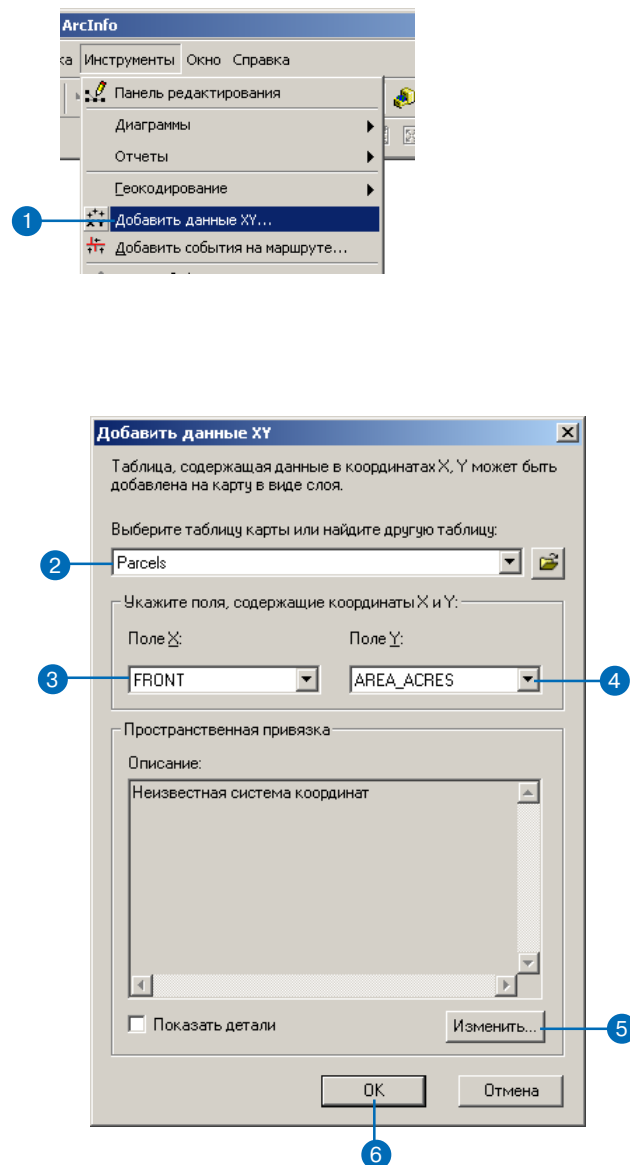 ArcInfo
ка Инструменты Окно Справка
Панель редактирования
Диаграммы
Отчеты
Геокодирование
1
Добавить данные XY...
Добавить события на маршруте...
Добавить данные XY
Таблица, содержащая данные в координатах X, Y может быть
добавлена на карту в виде слоя.
Выберите таблицу карты или найдите другую таблицу:
2
Parcels
Укажите поля, содержащие координаты X и Y:
Поле X: Поле Y:
3
FRONT AREA_ACRES
4
Пространственная привязка
Описание:
Неизвестная система координат
Показать детали Изменить...
5
OK Отмена
6